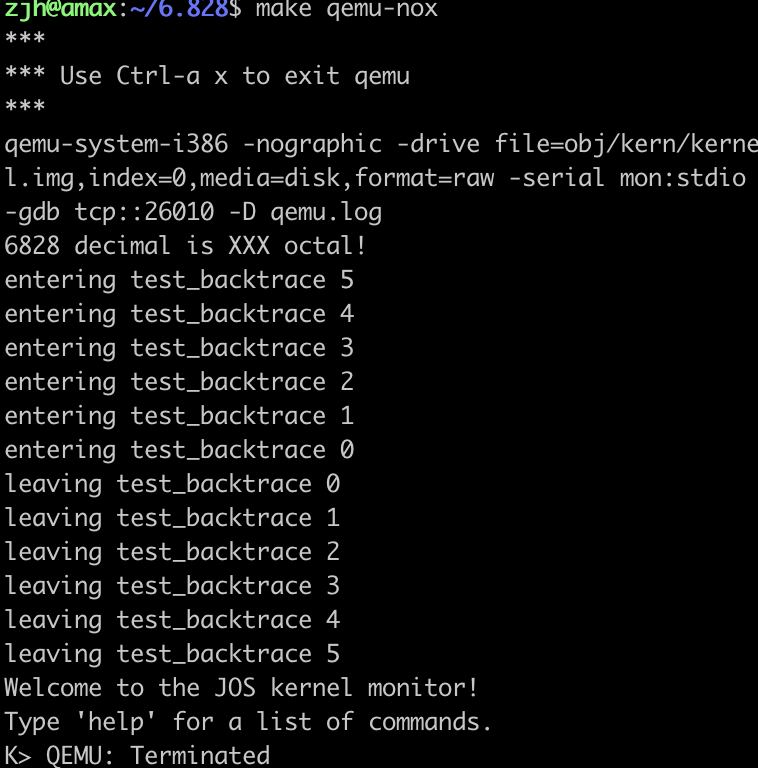 zjh@amax:~/6.828$ make qemu-nox
***
*** Use Ctrl-a x to exit qemu
***
qemu-system-i386 -nographic -drive file=obj/kern/kerne
l.img,index=0,media=disk,format=raw -serial mon:stdio
-gdb tcp::26010 -D qemu.log
6828 decimal is XXX octal!
entering test_backtrace 5
entering test_backtrace 4
entering test_backtrace 3
entering test_backtrace 2
entering test_backtrace 1
entering test_backtrace 0
leaving test_backtrace 0
leaving test_backtrace 1
leaving test_backtrace 2
leaving test_backtrace 3
leaving test_backtrace 4
leaving test_backtrace 5
Welcome to the JOS kernel monitor!
Type 'help' for a list of commands.
K> QEMU: Terminated